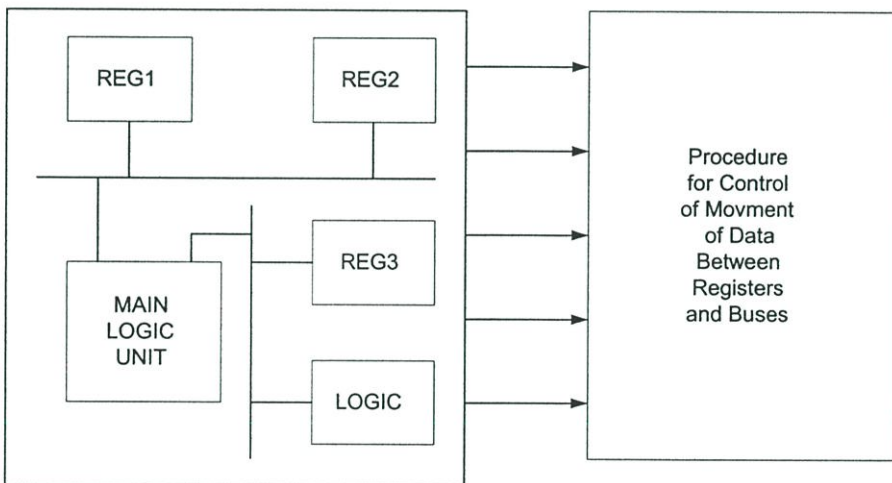 REG1
REG2
REG3
MAIN
LOGIC
UNIT
LOGIC
Procedure
for Control
of Movment
of Data
Between
Registers
and Buses